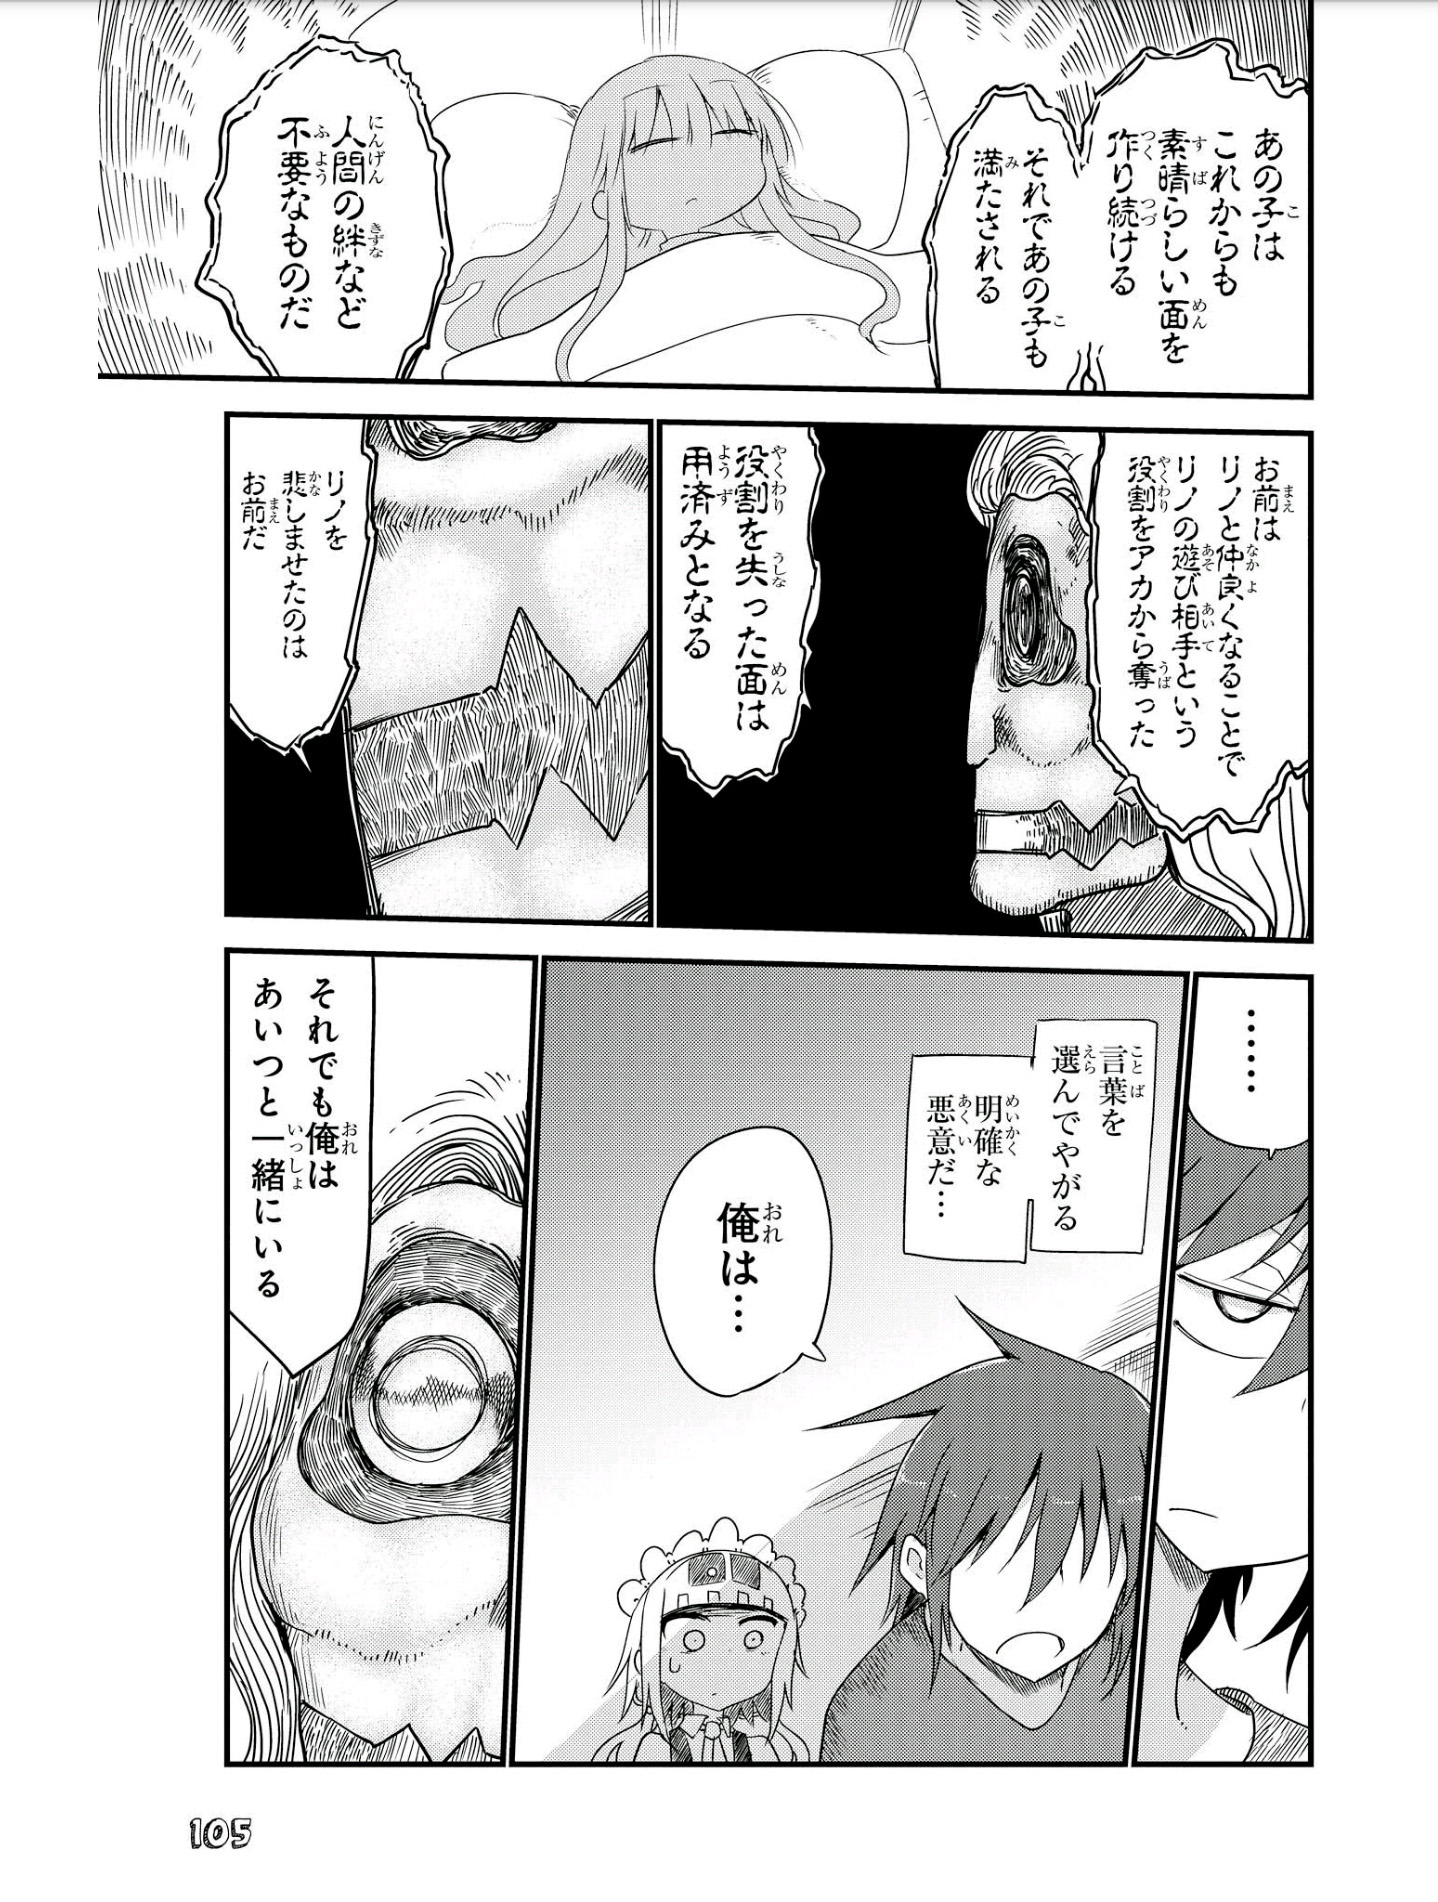 あの子は
これからも
素晴らしい面を
作り続ける
それであの子も
満たされる
人間の絆など
不要なものだ
お前は
リノと仲良くなることで
リノの遊び相手という
役割をアカから奪った
役割を失った面は
用済みとなる
リノを
悲しませたのは
お前だ
……
言葉を
選んでやがる
明確な
悪意だ…
俺は…
それでも俺は
あいつと一緒にいる
105